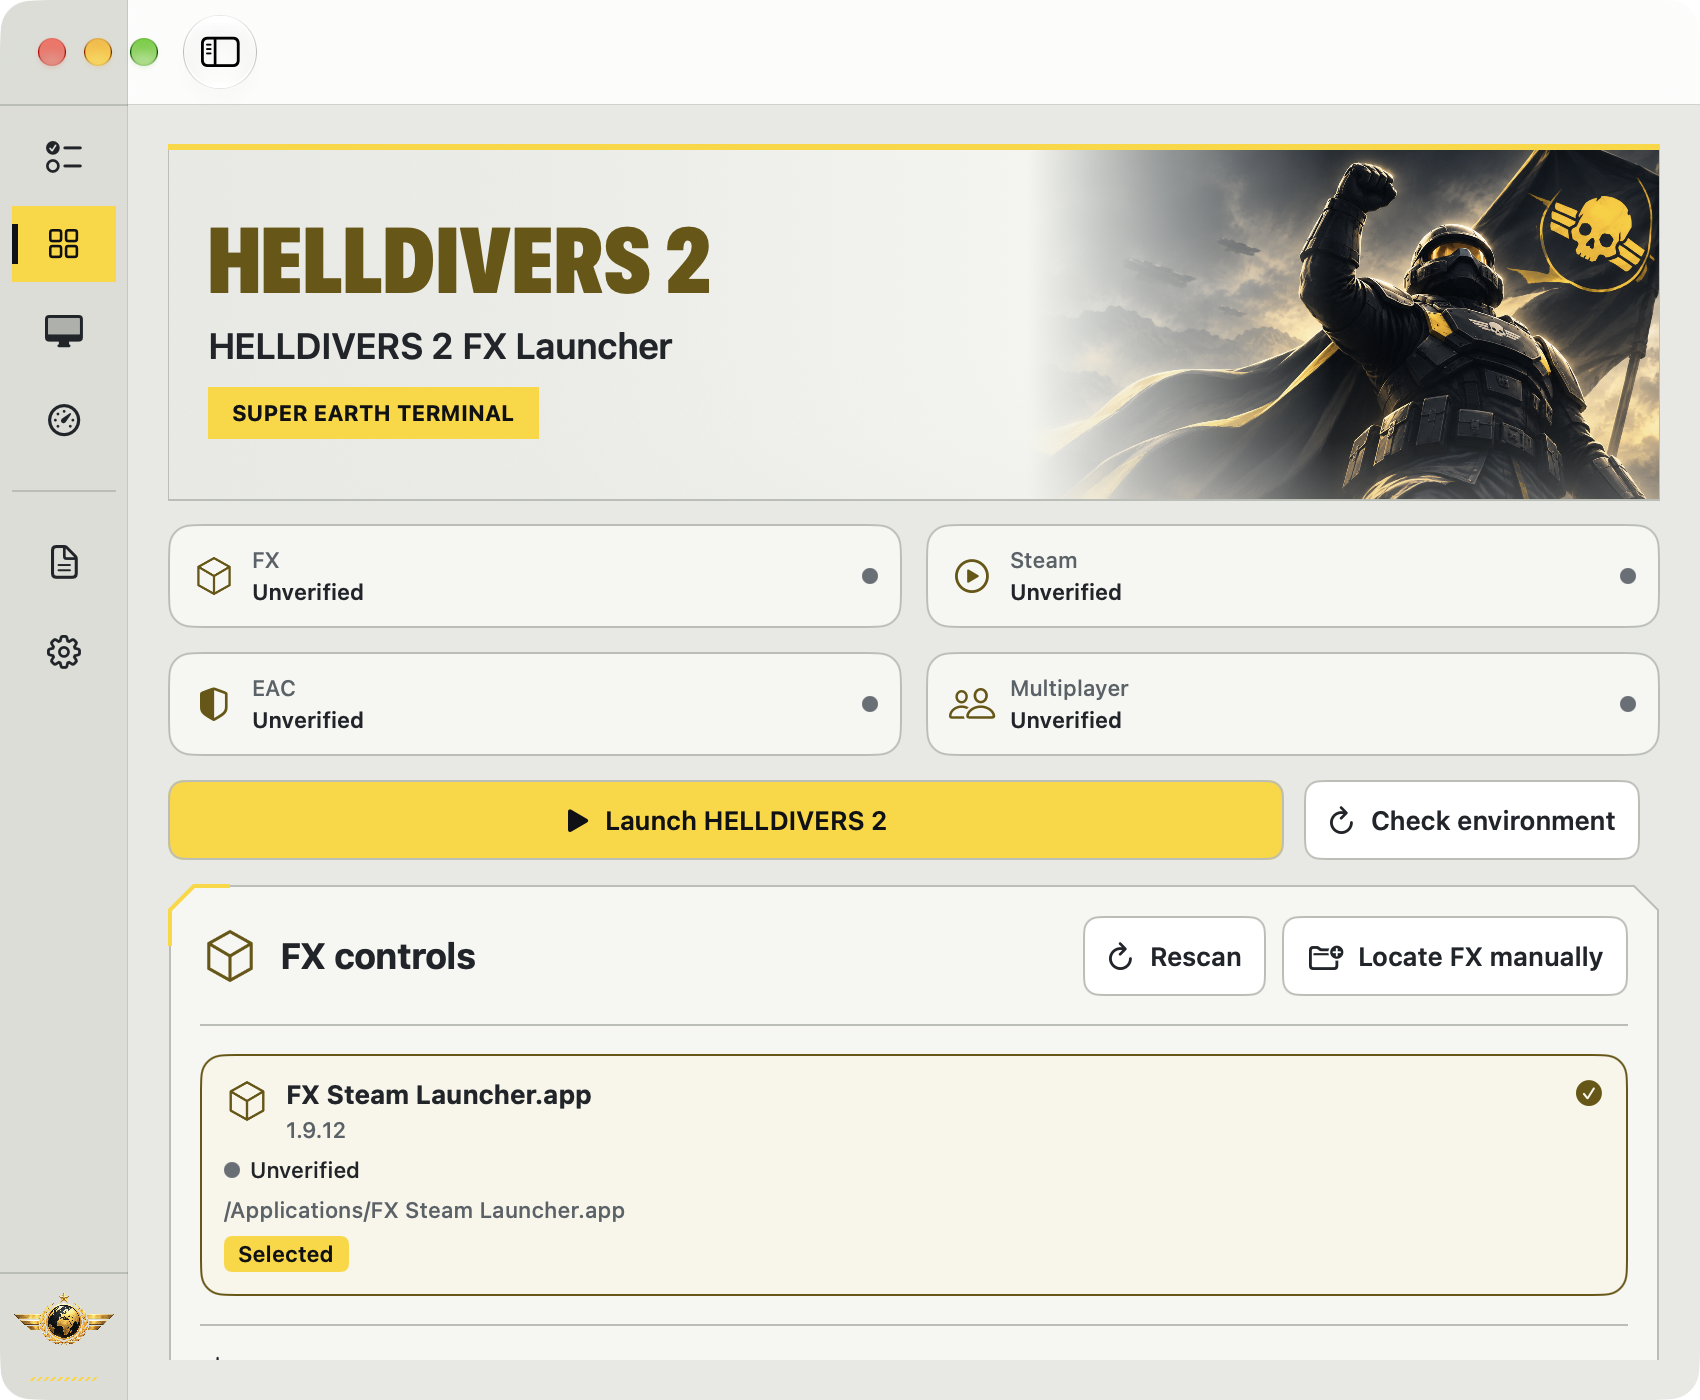 HELLDIVERS 2
HELLDIVERS 2 FX Launcher
SUPER EARTH TERMINAL
FX
Unverified
Steam
Unverified
EAC
Unverified
Multiplayer
Unverified
Launch HELLDIVERS 2
Check environment
FX controls
Rescan
Locate FX manually
FX Steam Launcher.app
1.9.12
Unverified
/Applications/FX Steam Launcher.app
Selected